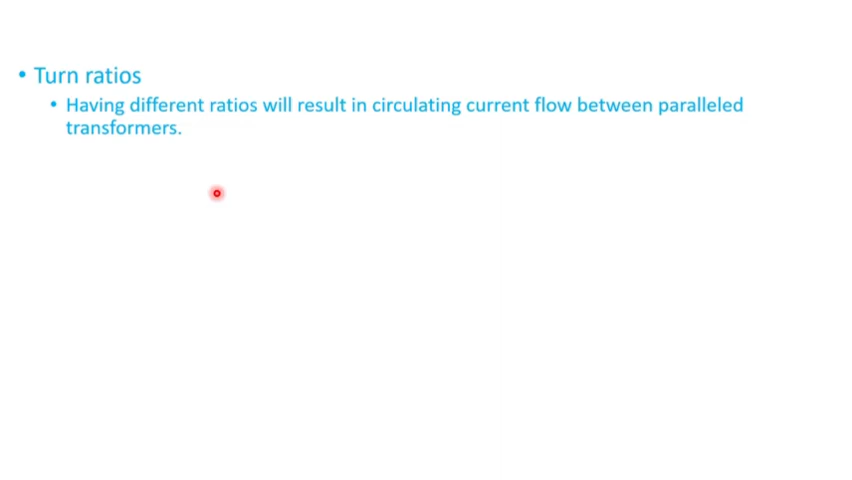 • Turn ratios
• Having different ratios will result in circulating current flow between paralleled
transformers.